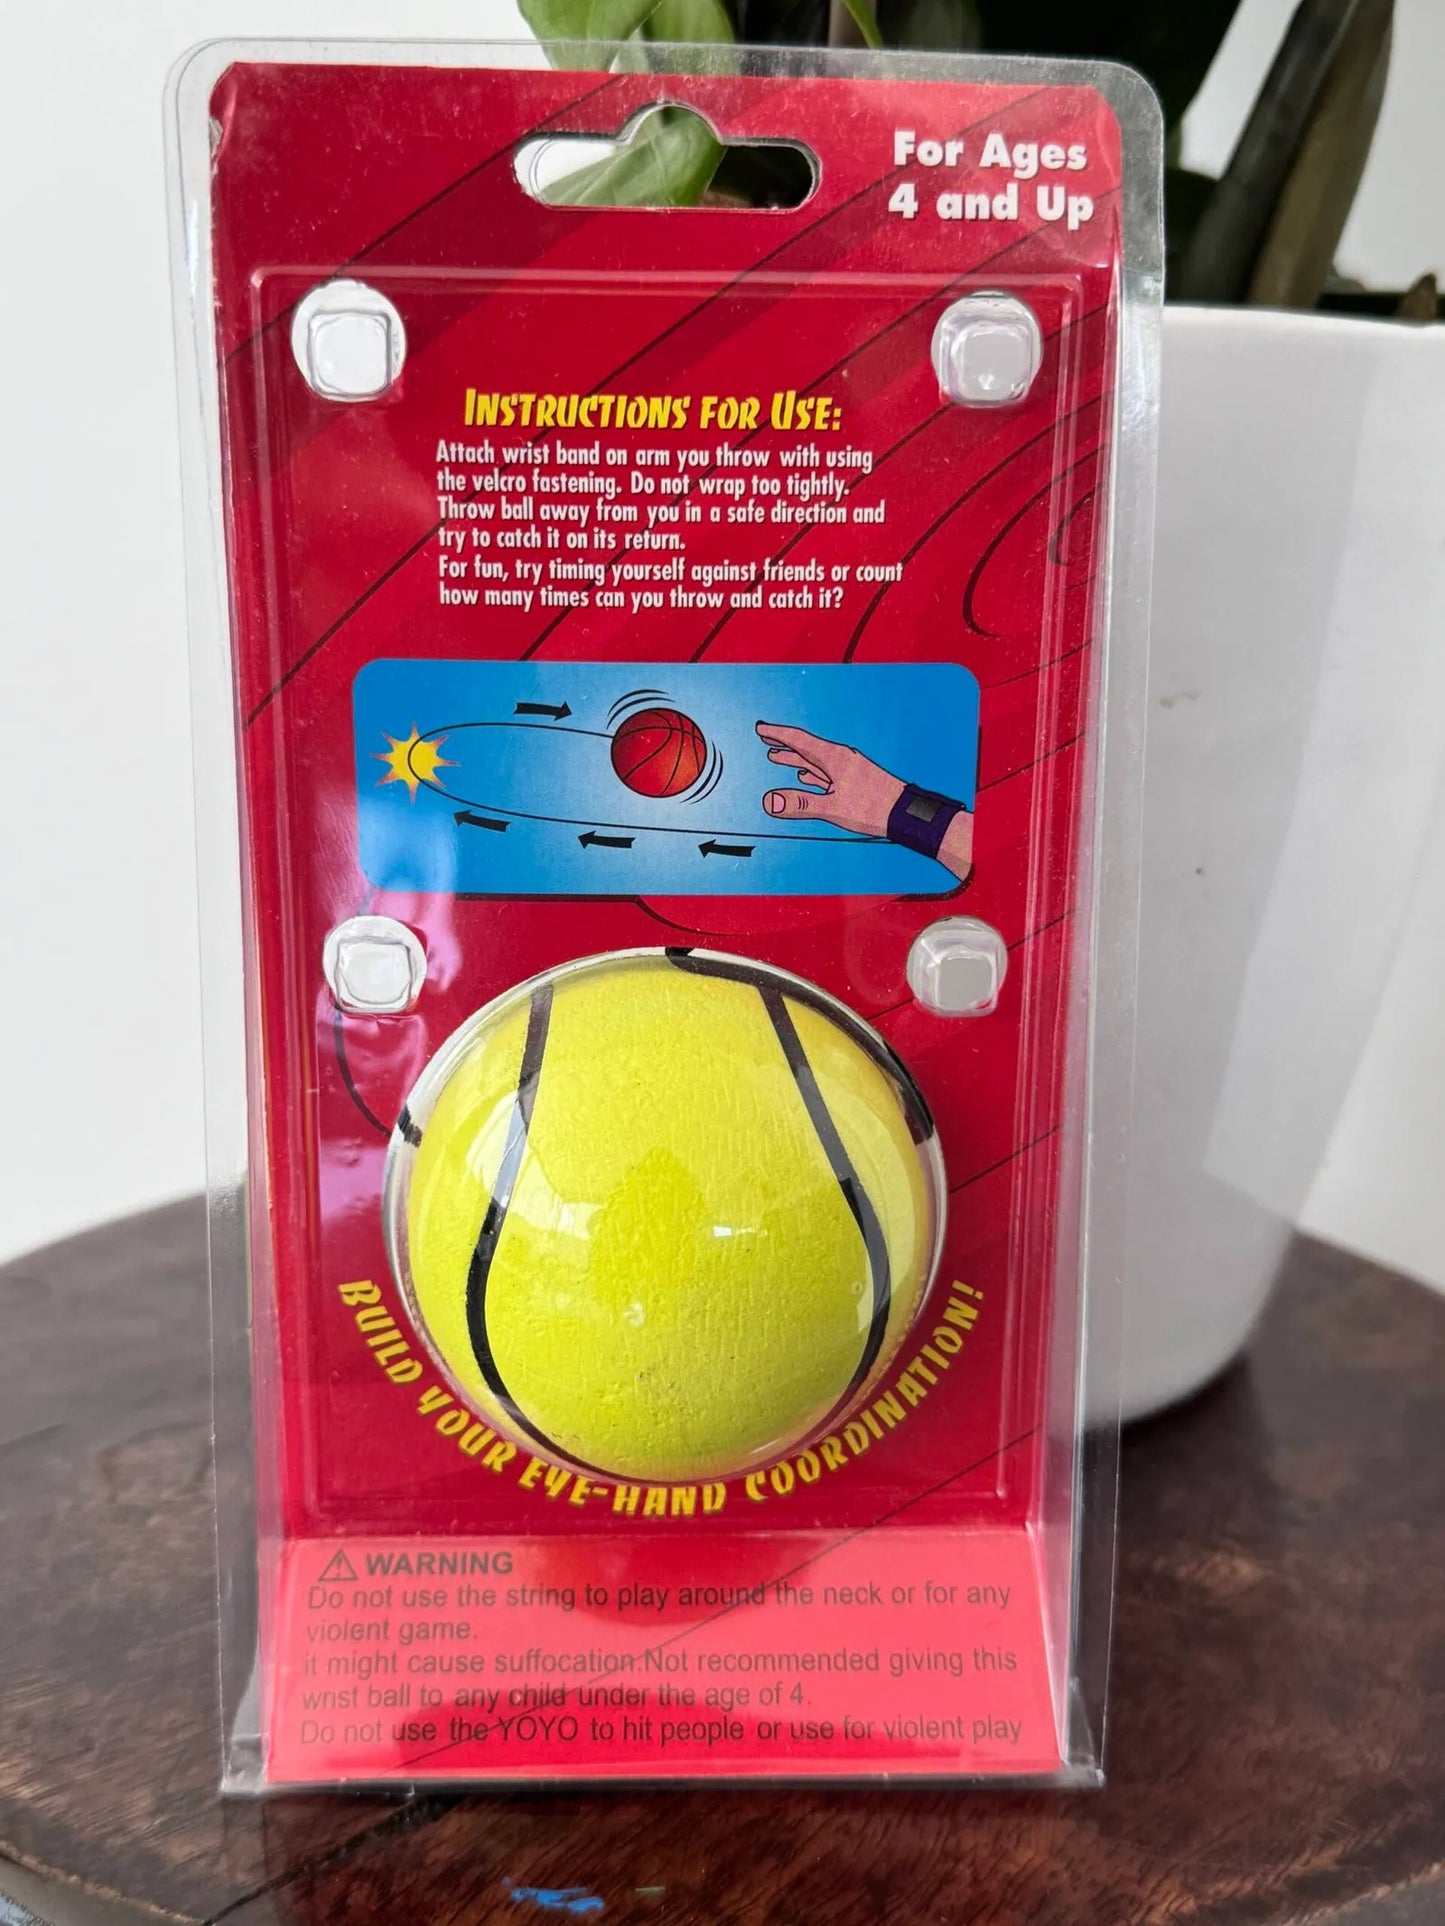 For Ages
4 and Up
INSTRUCTIONS FOR USE:
Attach wrist band on arm you throw with using
the velcro fastening. Do not wrap too tightly.
Throw ball away from you in a safe direction and
try to catch it on its return.
For fun, try timing yourself against friends or count
how many times can you throw and catch it?
BUILD YOUR EYE-HAND COORDINATION!
⚠ WARNING
Do not use the string to play around the neck or for any
violent game.
it might cause suffocation.Not recommended giving this
wrist ball to any child under the age of 4.
Do not use the YOYO to hit people or use for violent play